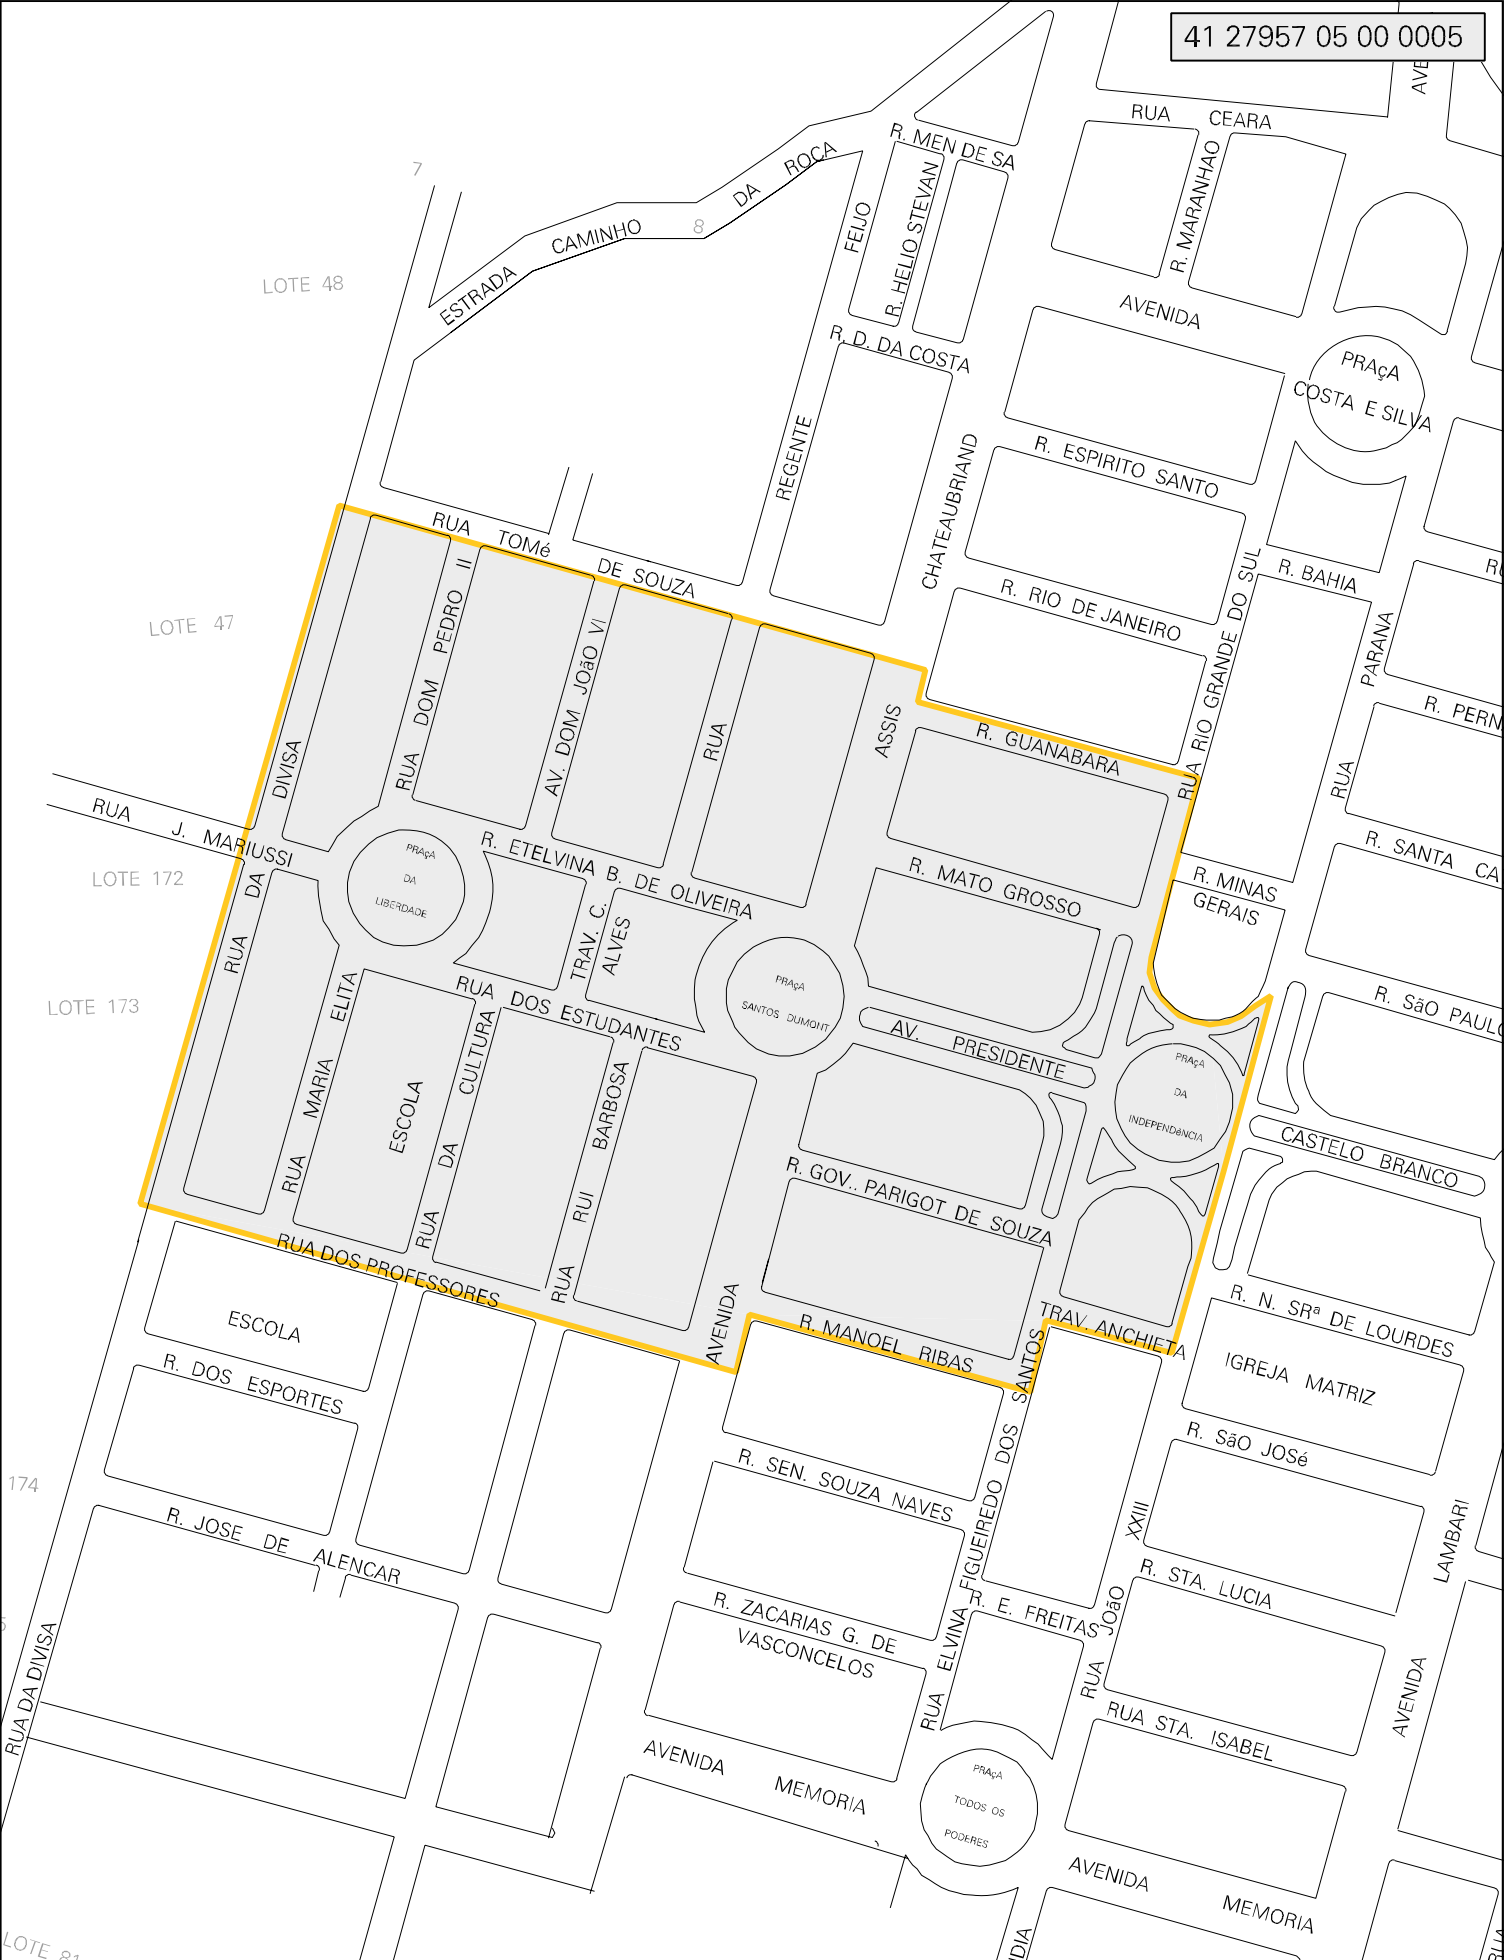 41 27957 05 00 0005
AVE
RUA CEARA
R. MEN DE SA
R. MARANHAO
R. HELIO STEVAN
ESTRADA CAMINHO DA ROÇA
7
8
LOTE 48
FEIJO
REGENTE
AVENIDA
R. D. DA COSTA
PRAçA
COSTA E SILVA
R. ESPIRITO SANTO
CHATEAUBRIAND
RUA TOMé DE SOUZA
R. BAHIA
R. RIO DE JANEIRO
RUA RIO GRANDE DO SUL
RUA PARANA
LOTE 47
RUA DOM PEDRO II
AV. DOM JOãO VI
RUA
ASSIS
R. GUANABARA
R. PERN
RUA DA DIVISA
RUA J. MARIUSSI
LOTE 172
PRAçA
DA
LIBERDADE
R. ETELVINA B. DE OLIVEIRA
R. MATO GROSSO
R. MINAS
GERAIS
R. SANTA CA
TRAV. C.
ALVES
LOTE 173
PRAçA
SANTOS DUMONT
RUA DOS ESTUDANTES
AV. PRESIDENTE
R. SãO PAULO
RUA MARIA ELITA
ESCOLA
RUA DA CULTURA
RUA RUI BARBOSA
PRAçA
DA
INDEPENDêNCIA
CASTELO BRANCO
R. GOV.. PARIGOT DE SOUZA
RUA DOS PROFESSORES
AVENIDA
R. MANOEL RIBAS
TRAV. ANCHIETA
R. N. SRª DE LOURDES
ESCOLA
IGREJA MATRIZ
R. DOS ESPORTES
R. SãO JOSé
R. SEN. SOUZA NAVES
RUA ELVINA FIGUEIREDO DOS SANTOS
174
R. JOSE DE ALENCAR
RUA JOãO XXIII
AVENIDA LAMBARI
R. STA. LUCIA
R. E. FREITAS
R. ZACARIAS G. DE
VASCONCELOS
RUA DA DIVISA
RUA STA. ISABEL
AVENIDA MEMORIA
PRAçA
TODOS OS
PODERES
AVENIDA MEMORIA
DIA
LOTE 81